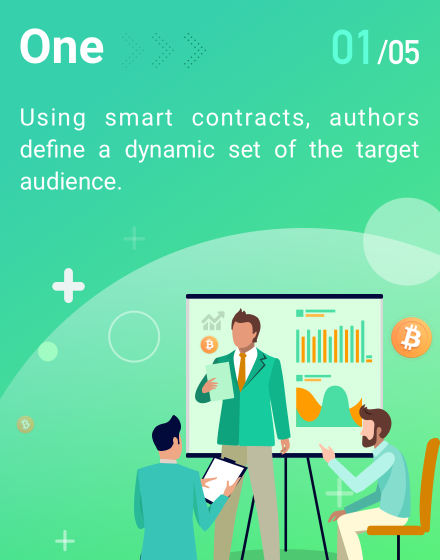 One
01/05
Using smart contracts, authors
define a dynamic set of the target
audience.